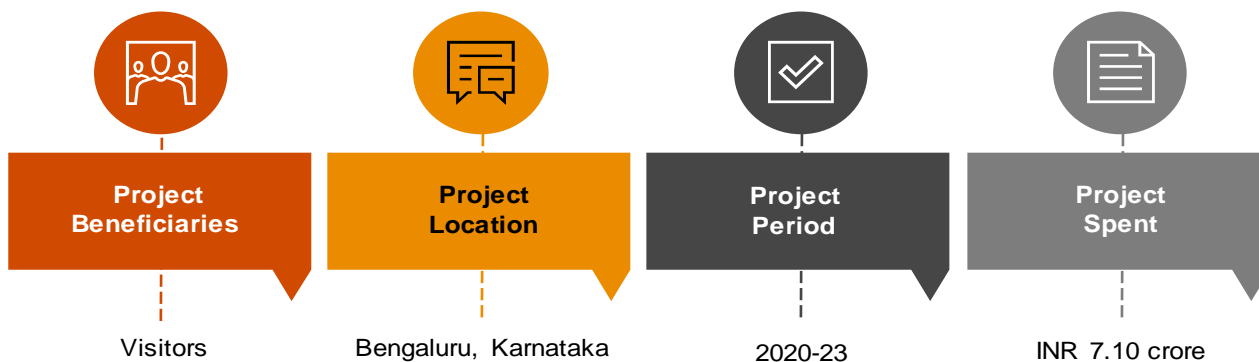 Project
Beneficiaries
Project
Location
Project
Period
Project
Spent
Visitors
Bengaluru, Karnataka
2020-23
INR 7.10 crore